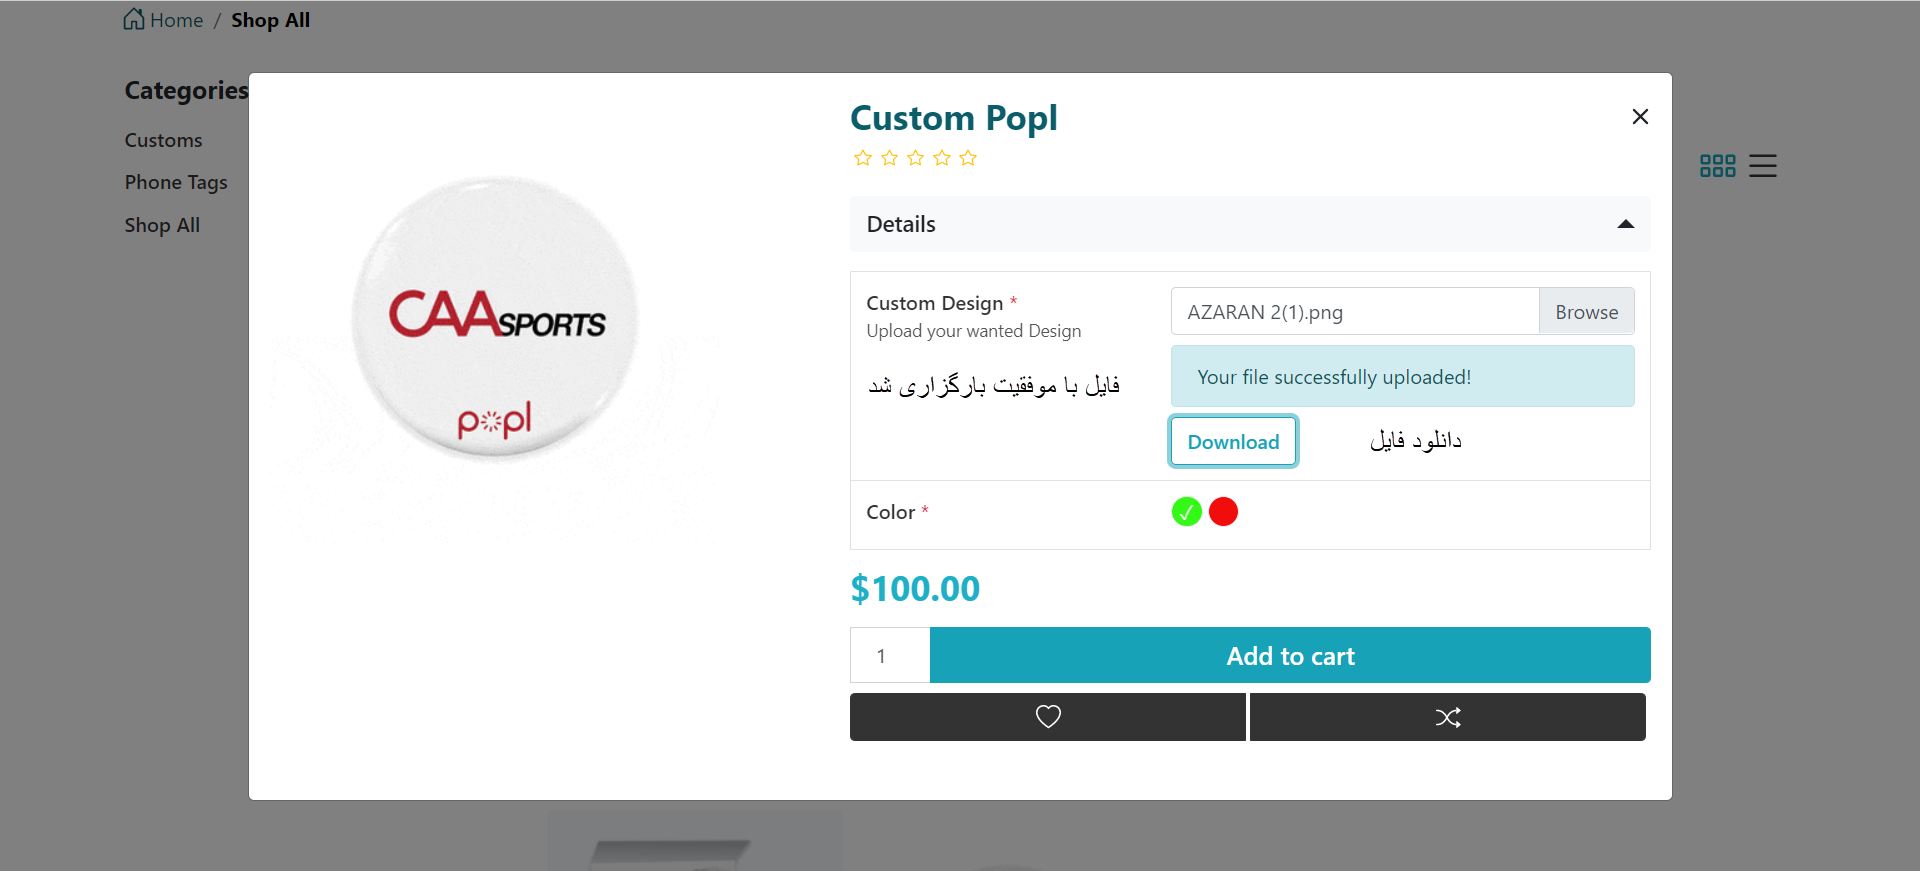 Home / Shop All
Categories
Customs
Phone Tags
Shop All
CAA SPORTS
popl
Custom Popl
Details
Custom Design *
Upload your wanted Design
AZARAN 2(1).png
Browse
Your file successfully uploaded!
فایل با موفقیت بارگزاری شد
Download
دانلود فایل
Color *
$100.00
1
Add to cart